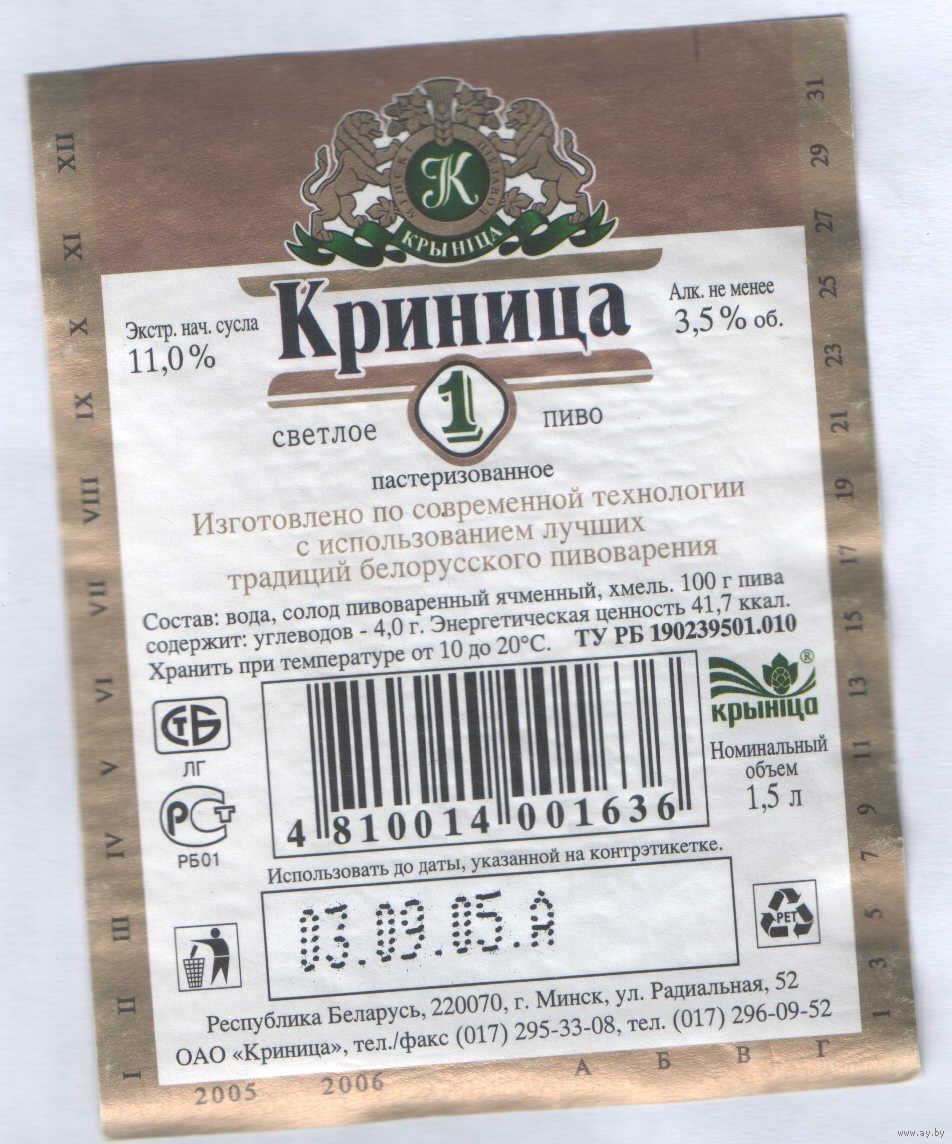 МIНСК ПIВЗАВОД
К
КРЫНIЦА
Криница
Экстр. нач. сусла
11,0 %
Алк. не менее
3,5 % об.
1
светлое
пиво
пастеризованное
Изготовлено по современной технологии
с использованием лучших
традиций белорусского пивоварения
Состав: вода, солод пивоваренный ячменный, хмель. 100 г пива
содержит: углеводов - 4,0 г. Энергетическая ценность 41,7 ккал.
Хранить при температуре от 10 до 20°С. ТУ РБ 190239501.010
СТБ
ЛГ
РСТ
РБ01
4 810014 001636
®
крыніца
Номинальный
объем
1,5 л
Использовать до даты, указанной на контрэтикетке.
03.09.05.А
PET
Республика Беларусь, 220070, г. Минск, ул. Радиальная, 52
ОАО «Криница», тел./факс (017) 295-33-08, тел. (017) 296-09-52
XII
XI
X
IX
VIII
VII
VI
V
IV
III
II
I
31
29
27
25
23
21
19
17
15
13
11
9
7
5
3
1
2005
2006
А
Б
В
Г
www.ay.by